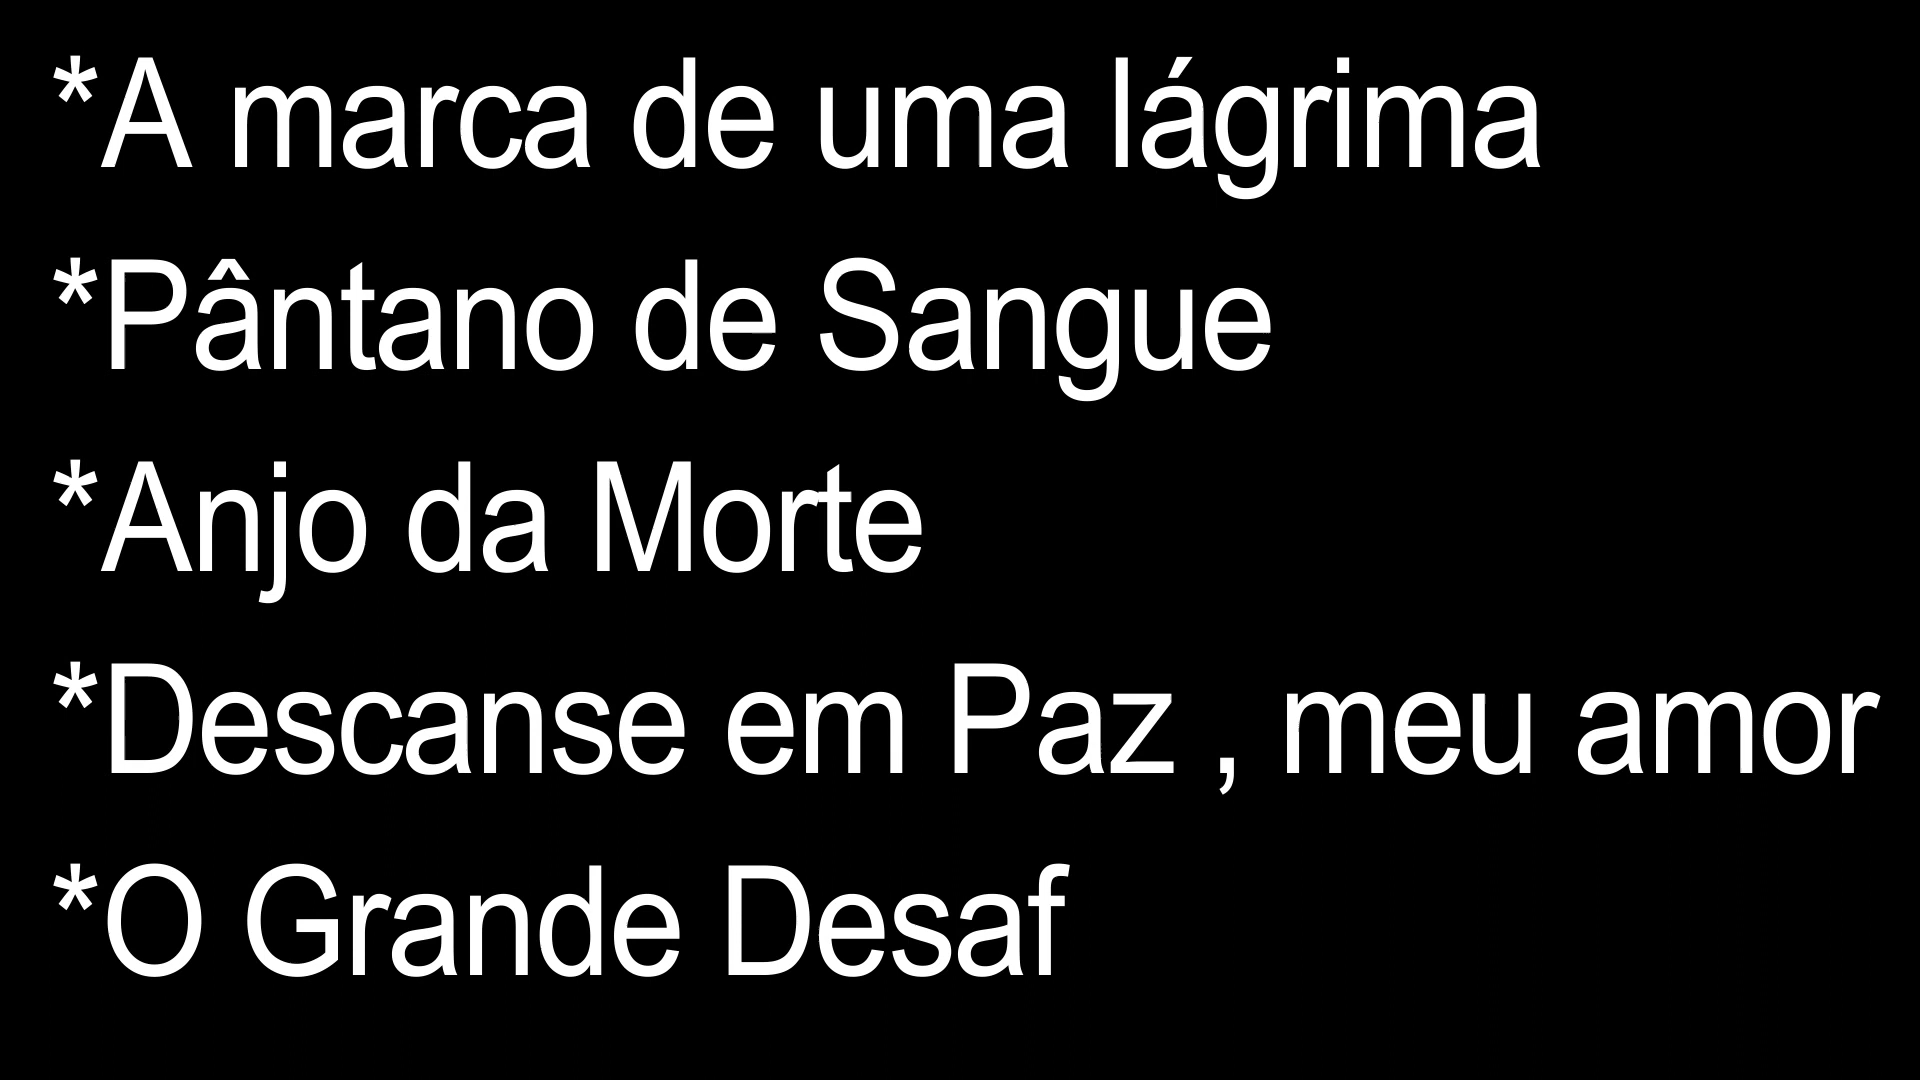 *A marca de uma lágrima
*Pântano de Sangue
*Anjo da Morte
*Descanse em Paz , meu amor
*O Grande Desaf